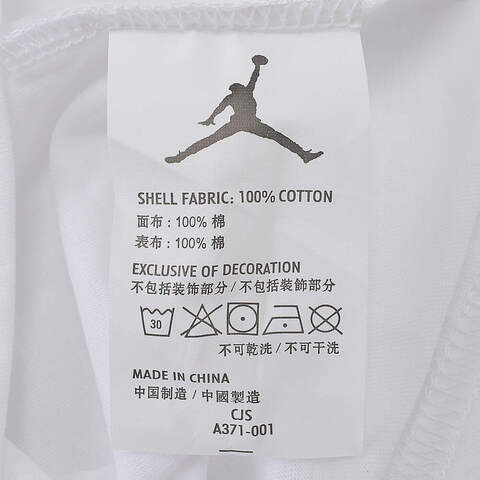 SHELL FABRIC: 100% COTTON
面布 : 100% 棉
表布 : 100% 棉
EXCLUSIVE OF DECORATION
不包括装饰部分 / 不包括裝飾部分
30
不可乾洗 / 不可干洗
MADE IN CHINA
中国制造 / 中國製造
CJS
A371-001